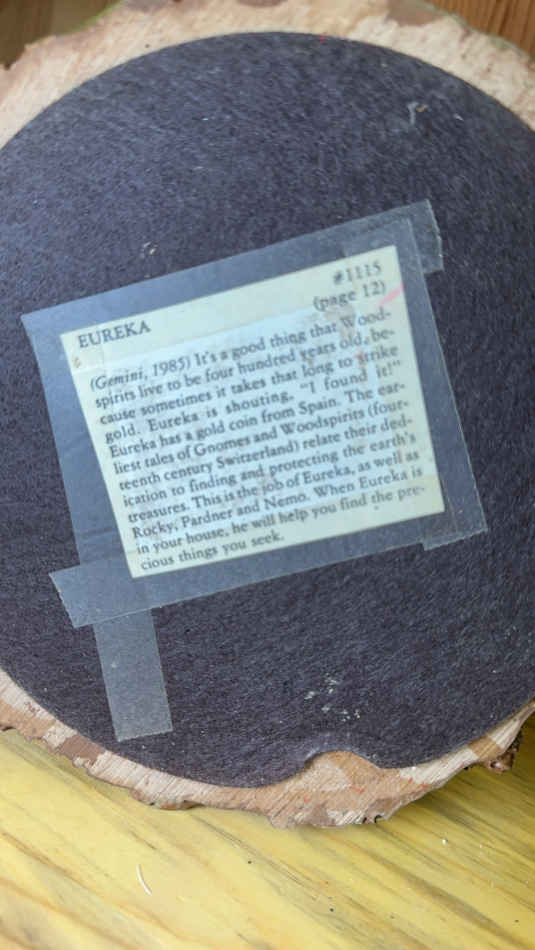 #1115
EUREKA (page 12)
(Gemini, 1985) It's a good thing that Wood-
spirits live to be four hundred years old, be-
cause sometimes it takes that long to strike
gold. Eureka is shouting, "I found it!"
Eureka has a gold coin from Spain. The ear-
liest tales of Gnomes and Woodspirits (four-
teenth century Switzerland) relate their ded-
ication to finding and protecting the earth's
treasures. This is the job of Eureka, as well as
Rocky, Pardner and Nemo. When Eureka is
in your house, he will help you find the pre-
cious things you seek.